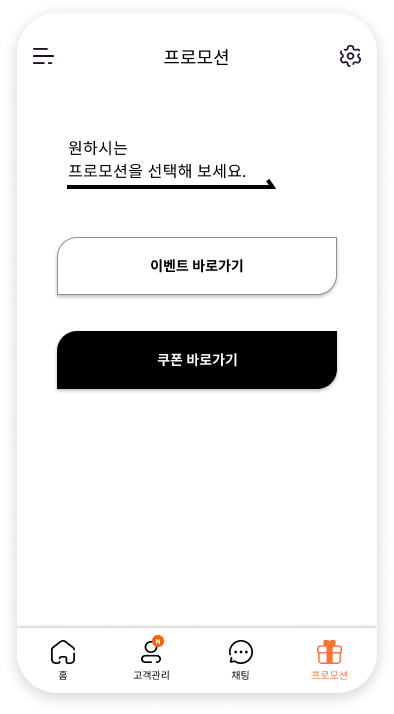 프로모션
원하시는
프로모션을 선택해 보세요.
이벤트 바로가기
쿠폰 바로가기
N
홈
고객관리
채팅
프로모션